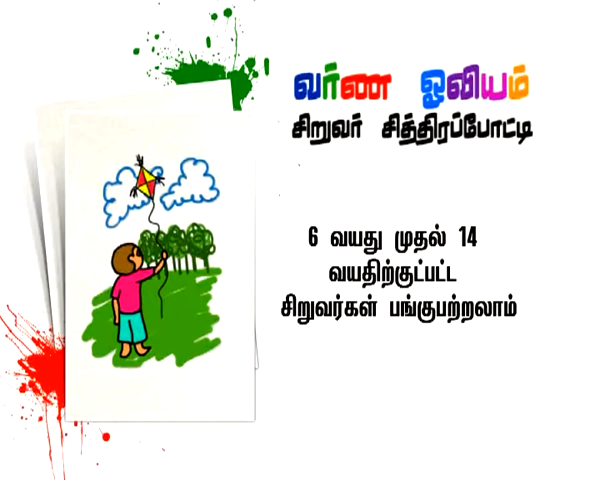 வர்ண ஓவியம்
சிறுவர் சித்திரப்போட்டி
6 வயது முதல் 14
வயதிற்குட்பட்ட
சிறுவர்கள் பங்குபற்றலாம்